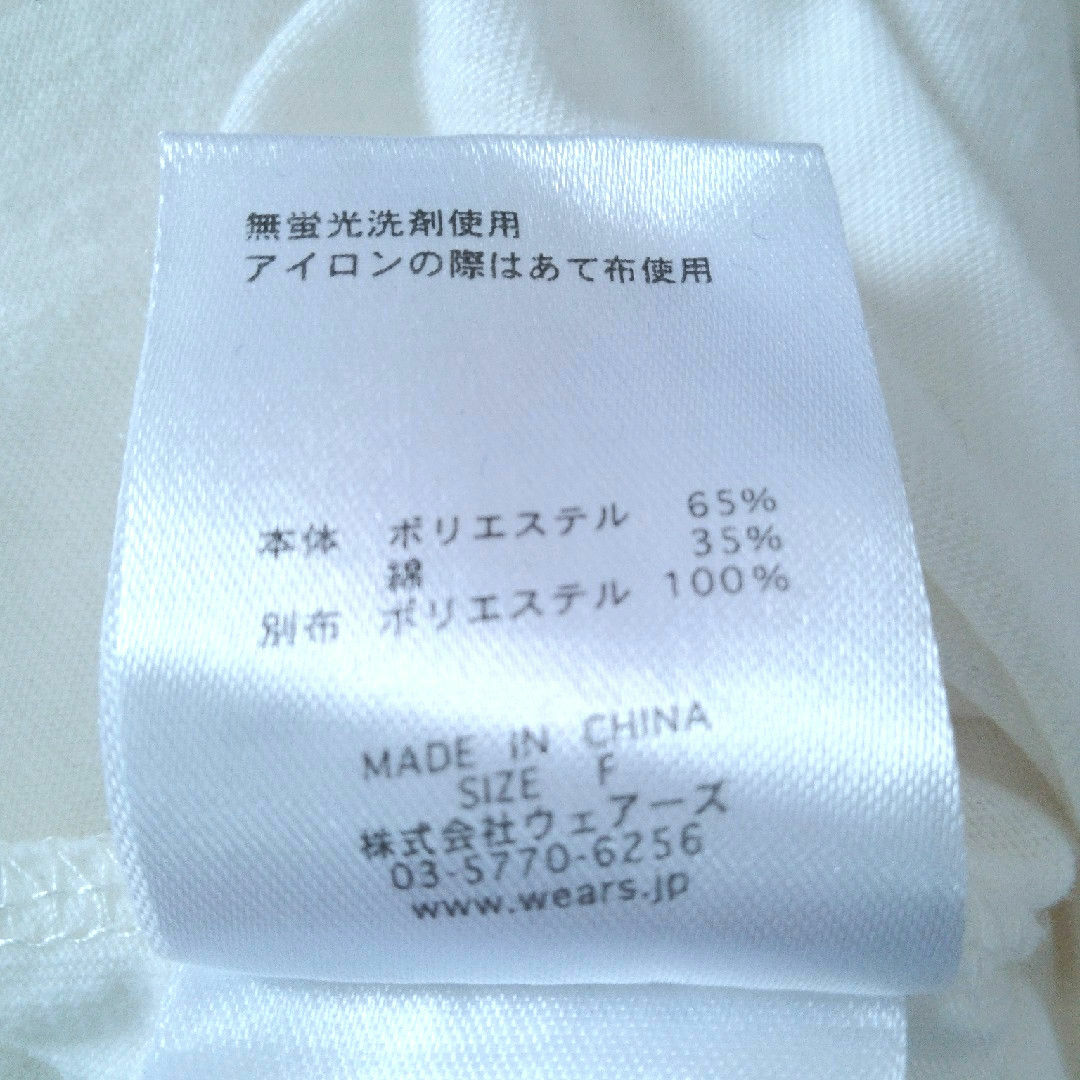 無蛍光洗剤使用
アイロンの際はあて布使用
本体 ポリエステル 65%
綿 35%
別布 ポリエステル 100%
MADE IN CHINA
SIZE F
株式会社ウェアーズ
03-5770-6256
www.wears.jp